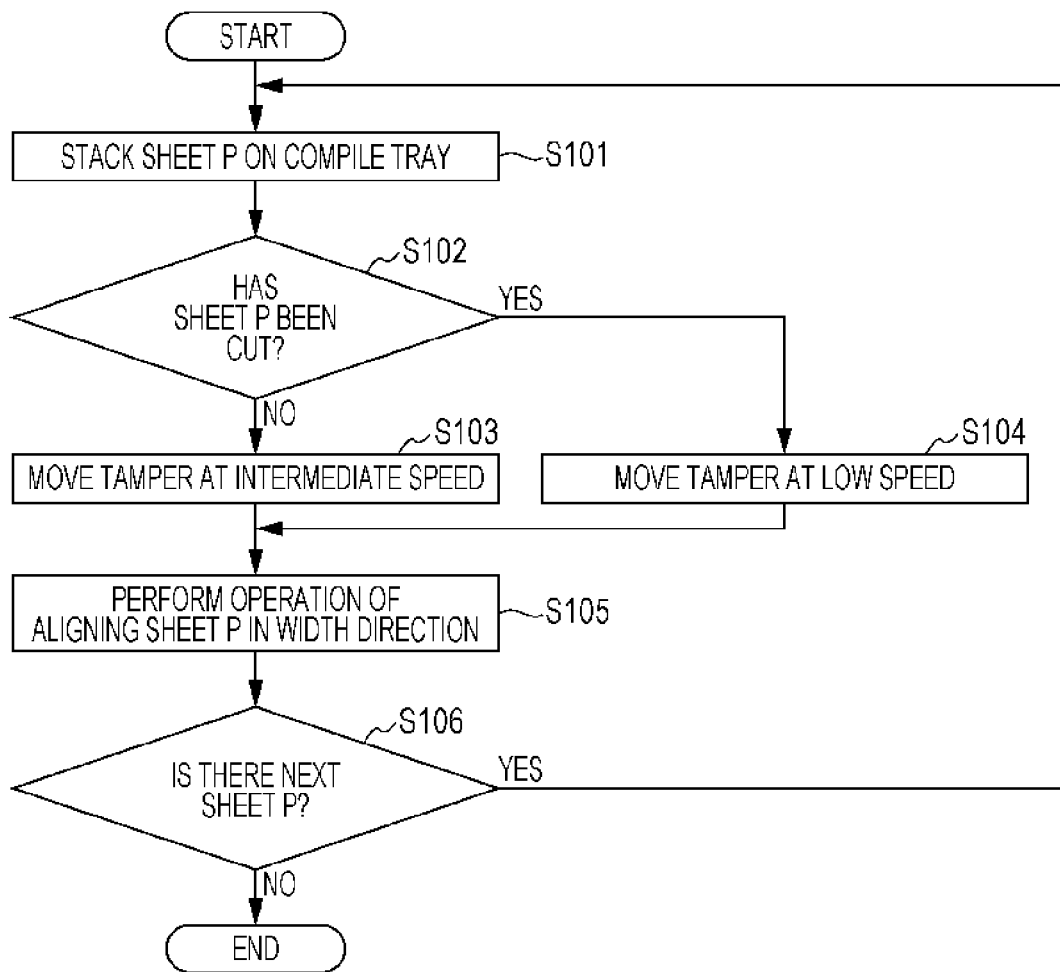 START
STACK SHEET P ON COMPILE TRAY
S101
S102
HAS
SHEET P BEEN
CUT?
YES
NO
S103
S104
MOVE TAMPER AT INTERMEDIATE SPEED
MOVE TAMPER AT LOW SPEED
PERFORM OPERATION OF
ALIGNING SHEET P IN WIDTH DIRECTION
S105
S106
IS THERE NEXT
SHEET P?
YES
NO
END